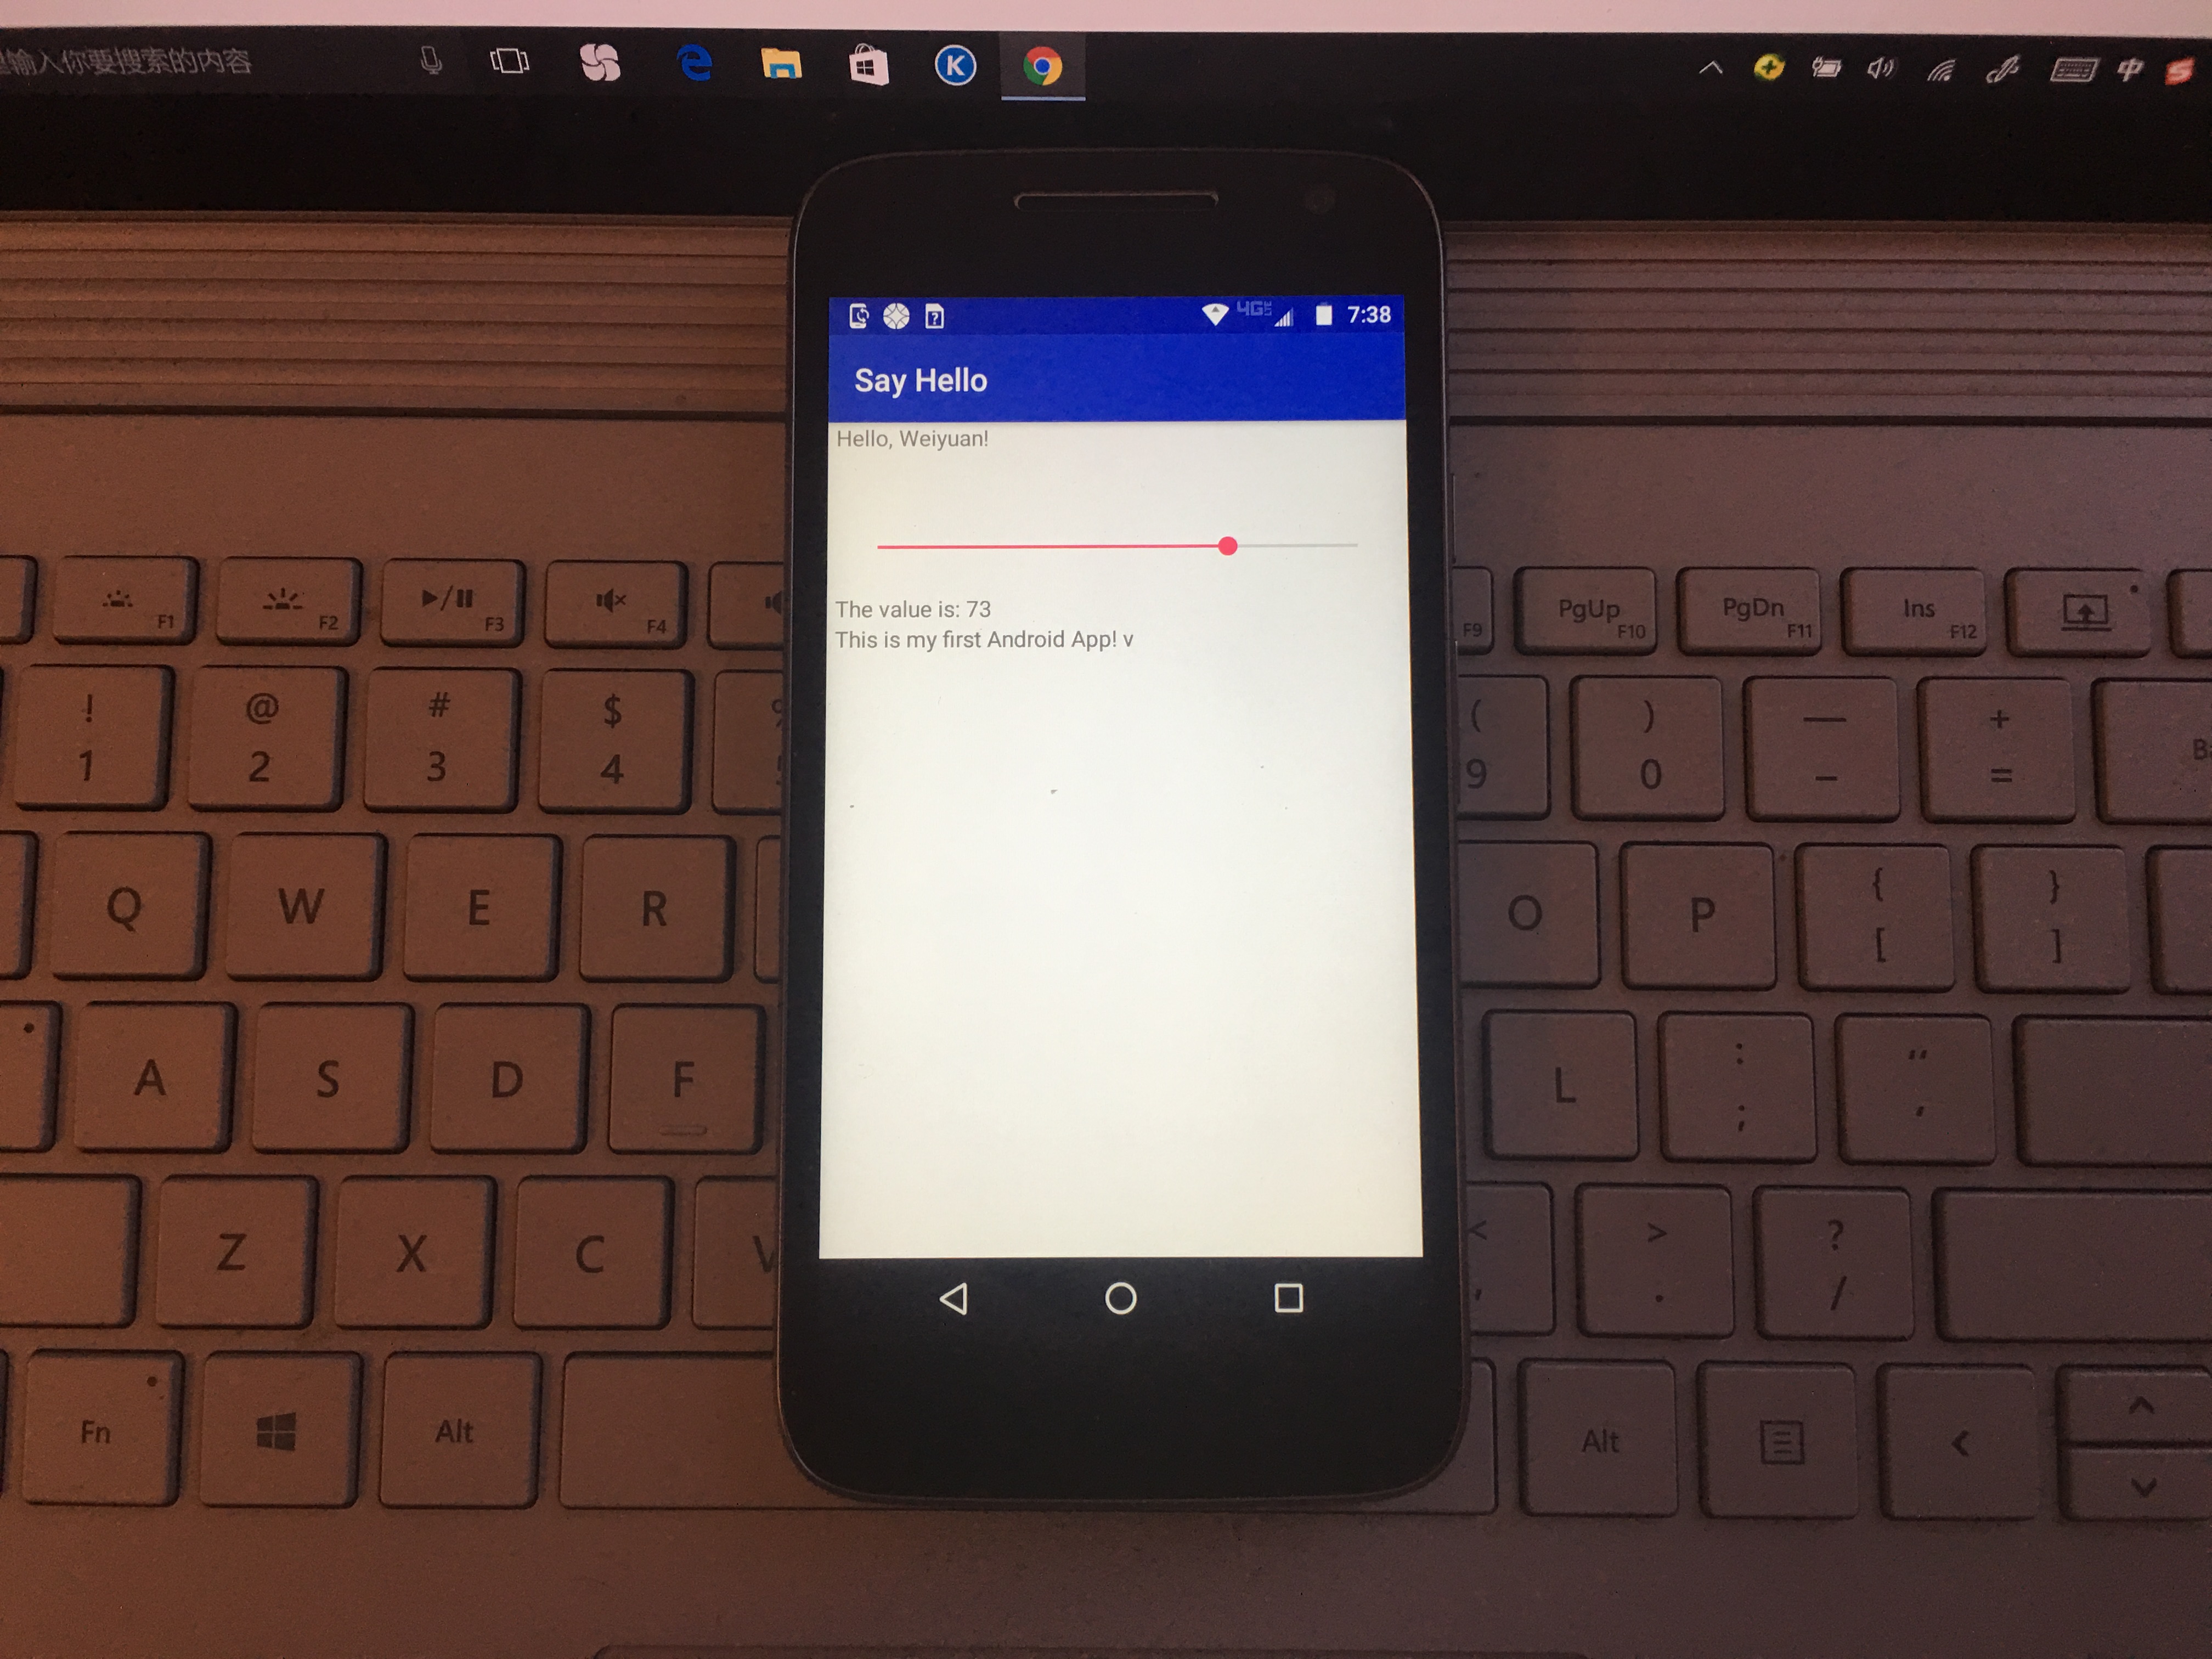 输入你要搜索的内容
中
4G LTE
7:38
Say Hello
Hello, Weiyuan!
The value is: 73
This is my first Android App! v
F1 F2 F3 F4 F9 PgUp F10 PgDn F11 Ins F12
! @ # $ ( ) — +
1 2 3 4 9 0 - =
Q W E R O P { [ } ]
A S D F L : ; " '
Z X C V < , > . ? /
Fn Alt Alt